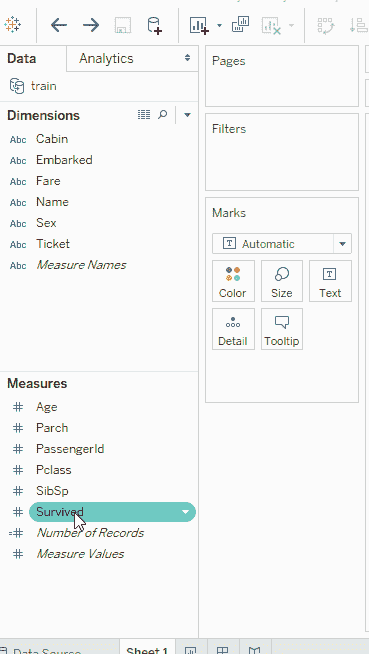 Data
Analytics
train
Dimensions
Abc Cabin
Abc Embarked
Abc Fare
Abc Name
Abc Sex
Abc Ticket
Abc Measure Names
Measures
# Age
# Parch
# PassengerId
# Pclass
# SibSp
# Survived
=# Number of Records
# Measure Values
Pages
Filters
Marks
T Automatic
Color
Size
T Text
Detail
Tooltip
Data Source
Sheet 1